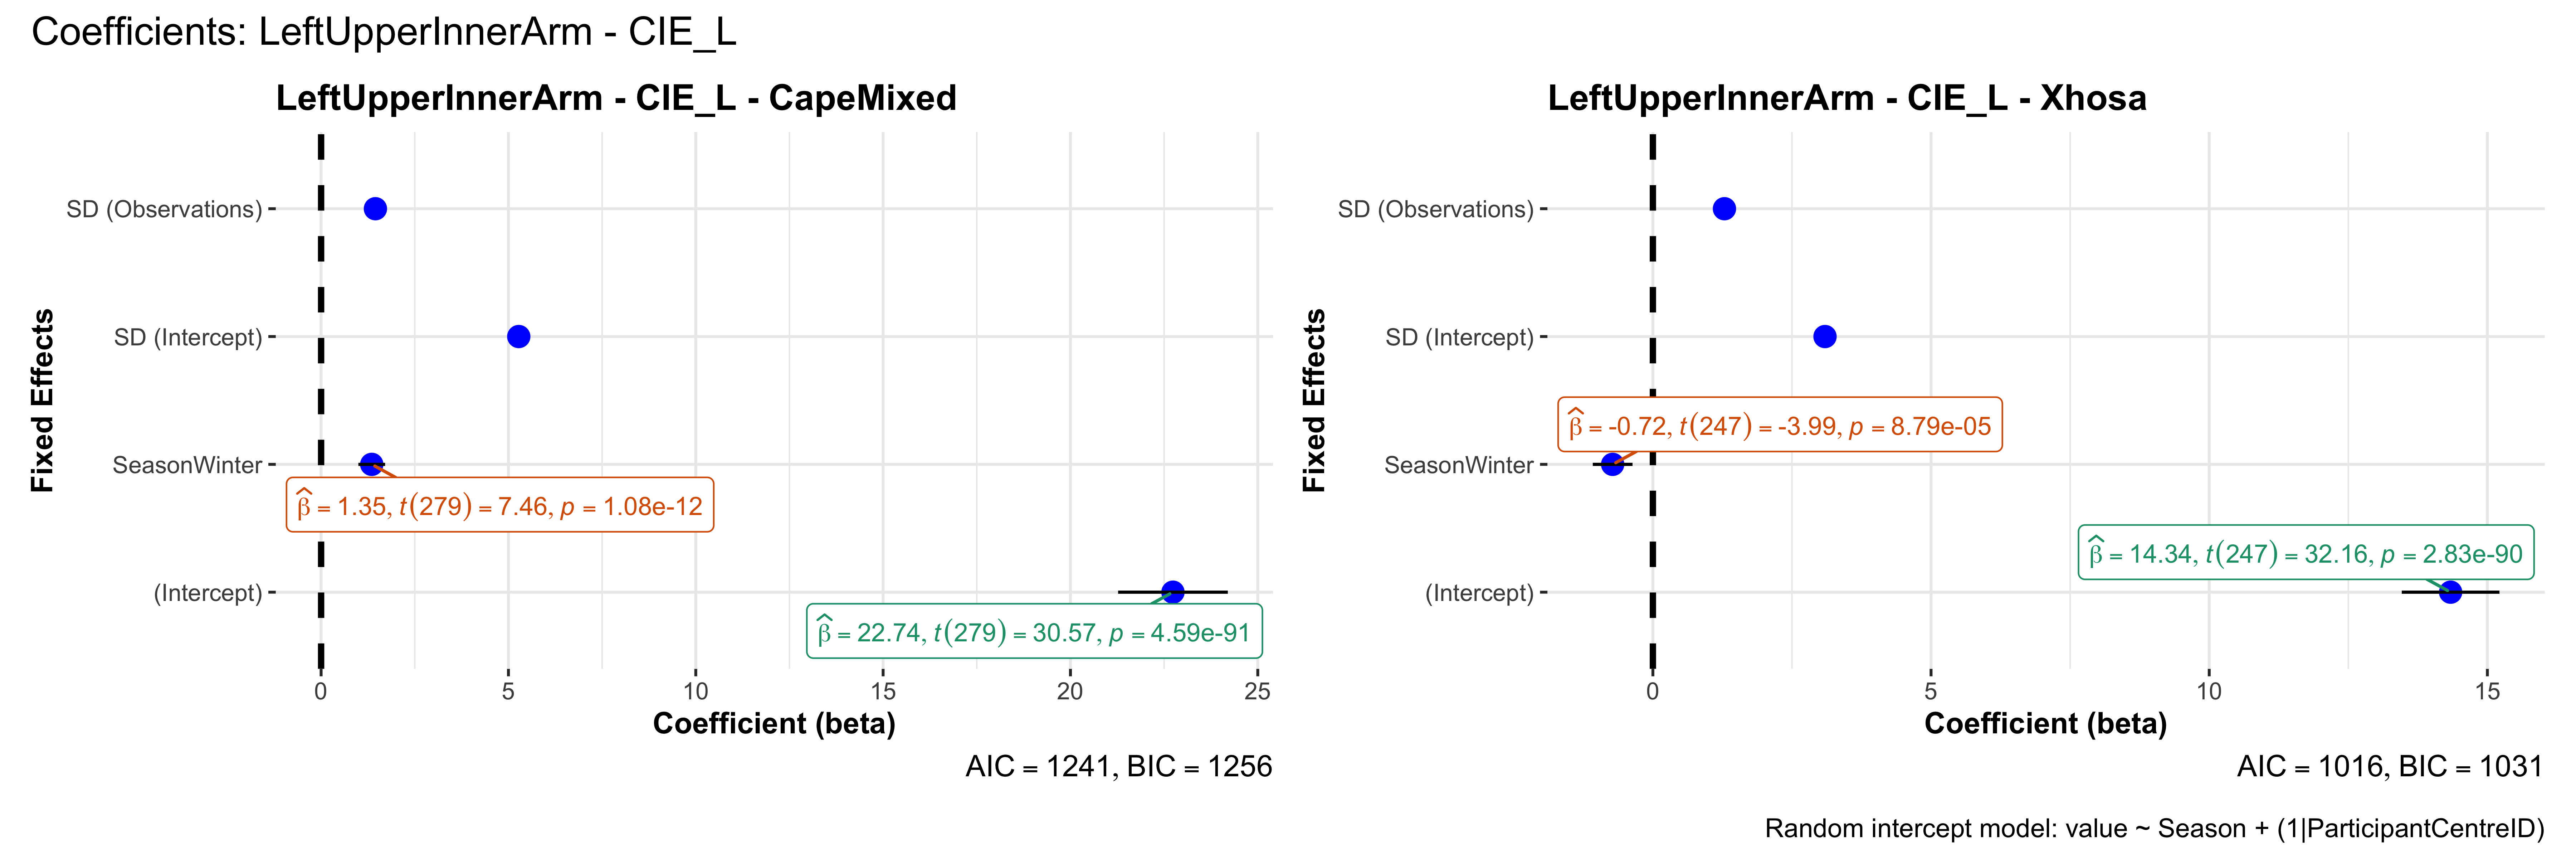 Coefficients: LeftUpperInnerArm - CIE_L
LeftUpperInnerArm - CIE_L - CapeMixed
Fixed Effects
SD (Observations)
SD (Intercept)
SeasonWinter
(Intercept)
β̂ = 1.35, t(279) = 7.46, p = 1.08e-12
β̂ = 22.74, t(279) = 30.57, p = 4.59e-91
0 5 10 15 20 25
Coefficient (beta)
AIC = 1241, BIC = 1256
LeftUpperInnerArm - CIE_L - Xhosa
Fixed Effects
SD (Observations)
SD (Intercept)
SeasonWinter
(Intercept)
β̂ = -0.72, t(247) = -3.99, p = 8.79e-05
β̂ = 14.34, t(247) = 32.16, p = 2.83e-90
0 5 10 15
Coefficient (beta)
AIC = 1016, BIC = 1031
Random intercept model: value ~ Season + (1|ParticipantCentreID)